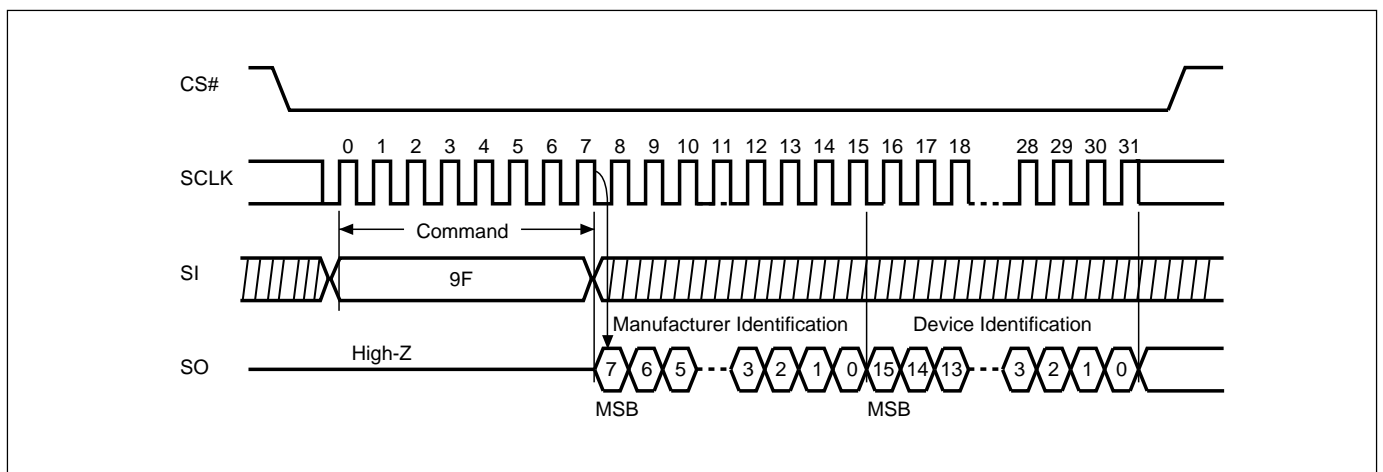 CS#
0 1 2 3 4 5 6 7 8 9 10 11 12 13 14 15 16 17 18 28 29 30 31
SCLK
Command
SI
9F
Manufacturer Identification Device Identification
High-Z
SO
7 6 5 3 2 1 0 15 14 13 3 2 1 0
MSB MSB